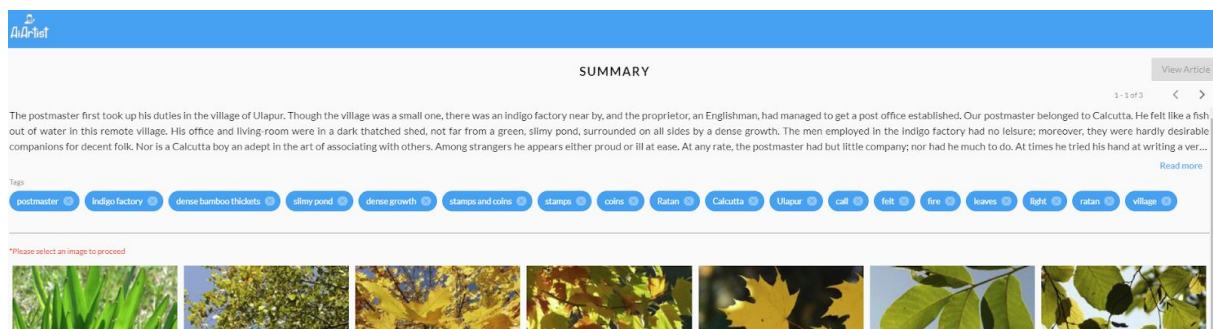 AiArtist
SUMMARY
View Article
1 - 1 of 3
The postmaster first took up his duties in the village of Ulapur. Though the village was a small one, there was an indigo factory near by, and the proprietor, an Englishman, had managed to get a post office established. Our postmaster belonged to Calcutta. He felt like a fish
out of water in this remote village. His office and living-room were in a dark thatched shed, not far from a green, slimy pond, surrounded on all sides by a dense growth. The men employed in the indigo factory had no leisure; moreover, they were hardly desirable
companions for decent folk. Nor is a Calcutta boy an adept in the art of associating with others. Among strangers he appears either proud or ill at ease. At any rate, the postmaster had but little company; nor had he much to do. At times he tried his hand at writing a ver...
Read more
Tags
postmaster indigo factory dense bamboo thickets slimy pond dense growth stamps and coins stamps coins Ratan Calcutta Ulapur call felt fire leaves light ratan village
*Please select an image to proceed